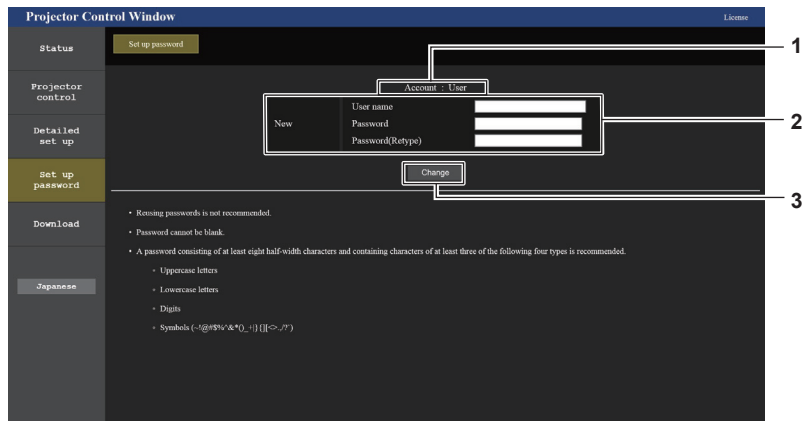 Projector Control Window
License
Status
Set up password
1
Projector
control
Account : User
New
User name
Password
Password(Retype)
2
Detailed
set up
Set up
password
Change
3
Download
• Reusing passwords is not recommended.
• Password cannot be blank.
• A password consisting of at least eight half-width characters and containing characters of at least three of the following four types is recommended.
Uppercase letters
Lowercase letters
Digits
Symbols (~!@#$%^&*()_+|}{][<>.,/?`)
Japanese